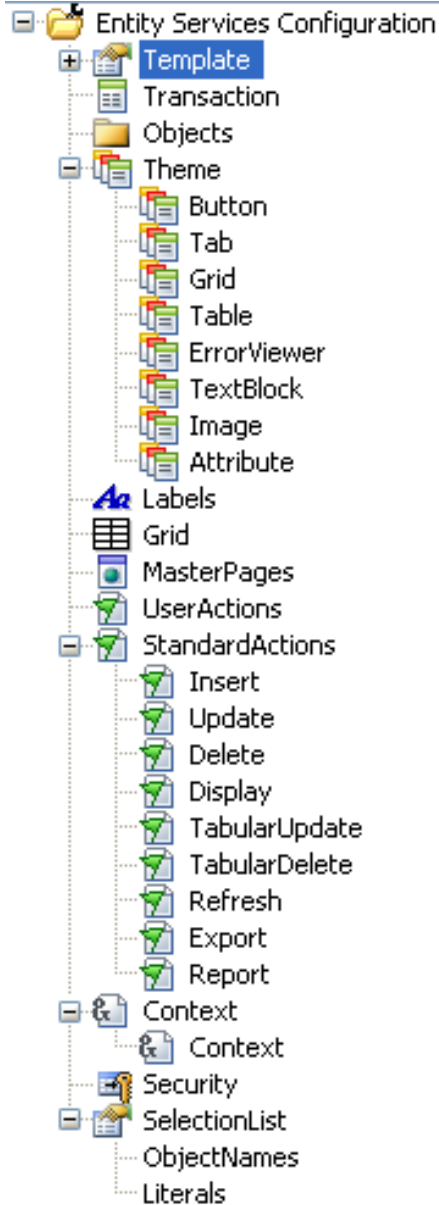 Entity Services Configuration
Template
Transaction
Objects
Theme
Button
Tab
Grid
Table
ErrorViewer
TextBlock
Image
Attribute
Aa Labels
Grid
MasterPages
UserActions
StandardActions
Insert
Update
Delete
Display
TabularUpdate
TabularDelete
Refresh
Export
Report
& Context
& Context
Security
SelectionList
ObjectNames
Literals